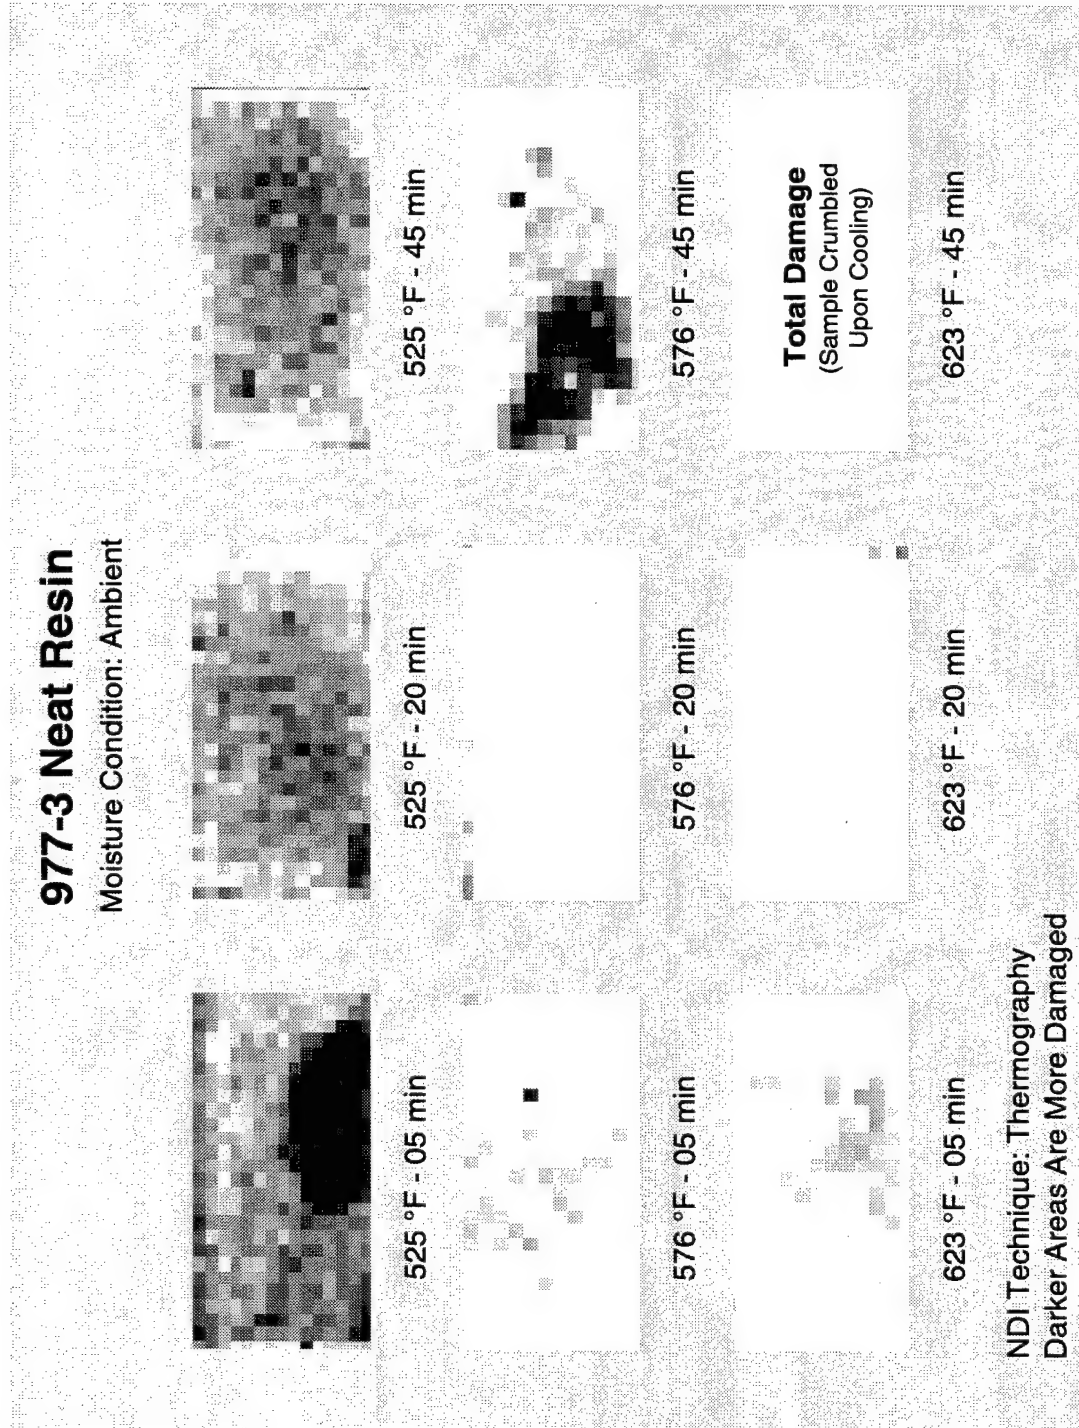 977-3 Neat Resin
Moisture Condition: Ambient
525 °F - 05 min
525 °F - 20 min
525 °F - 45 min
576 °F - 05 min
576 °F - 20 min
576 °F - 45 min
Total Damage
(Sample Crumbled
Upon Cooling)
623 °F - 05 min
623 °F - 20 min
623 °F - 45 min
NDI Technique: Thermography
Darker Areas Are More Damaged